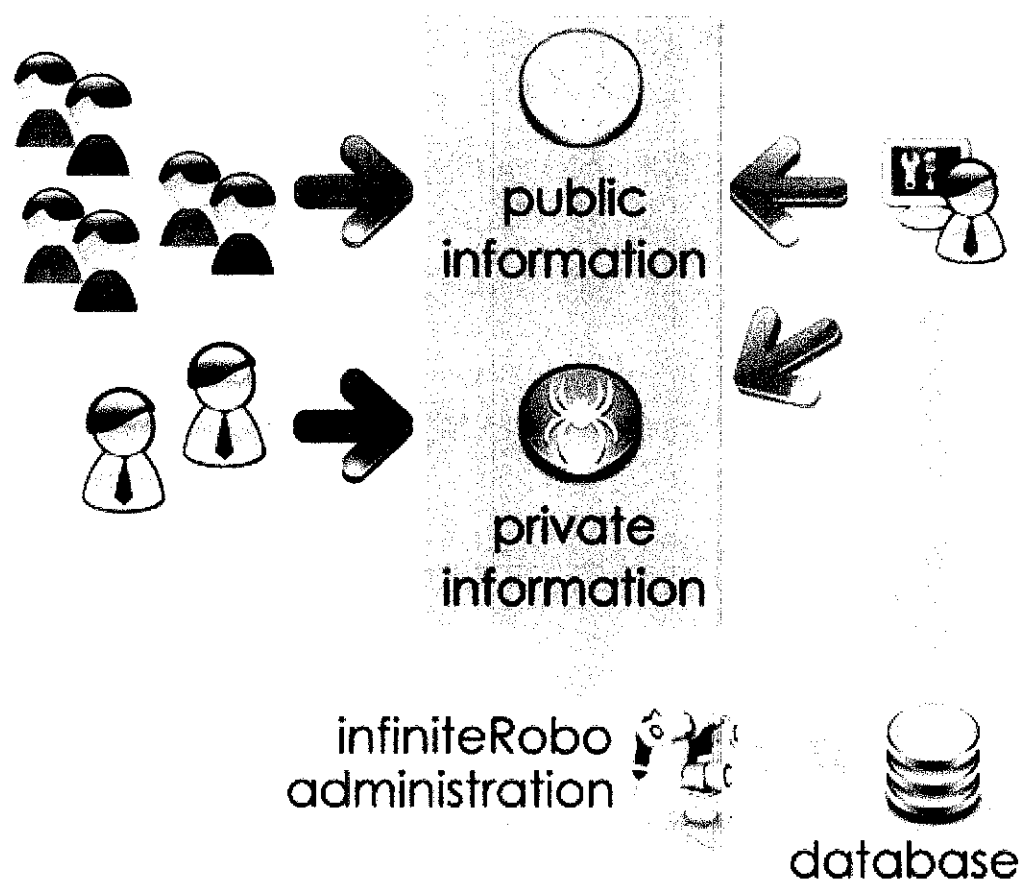 public
information
private
information
infiniteRobo
administration
database